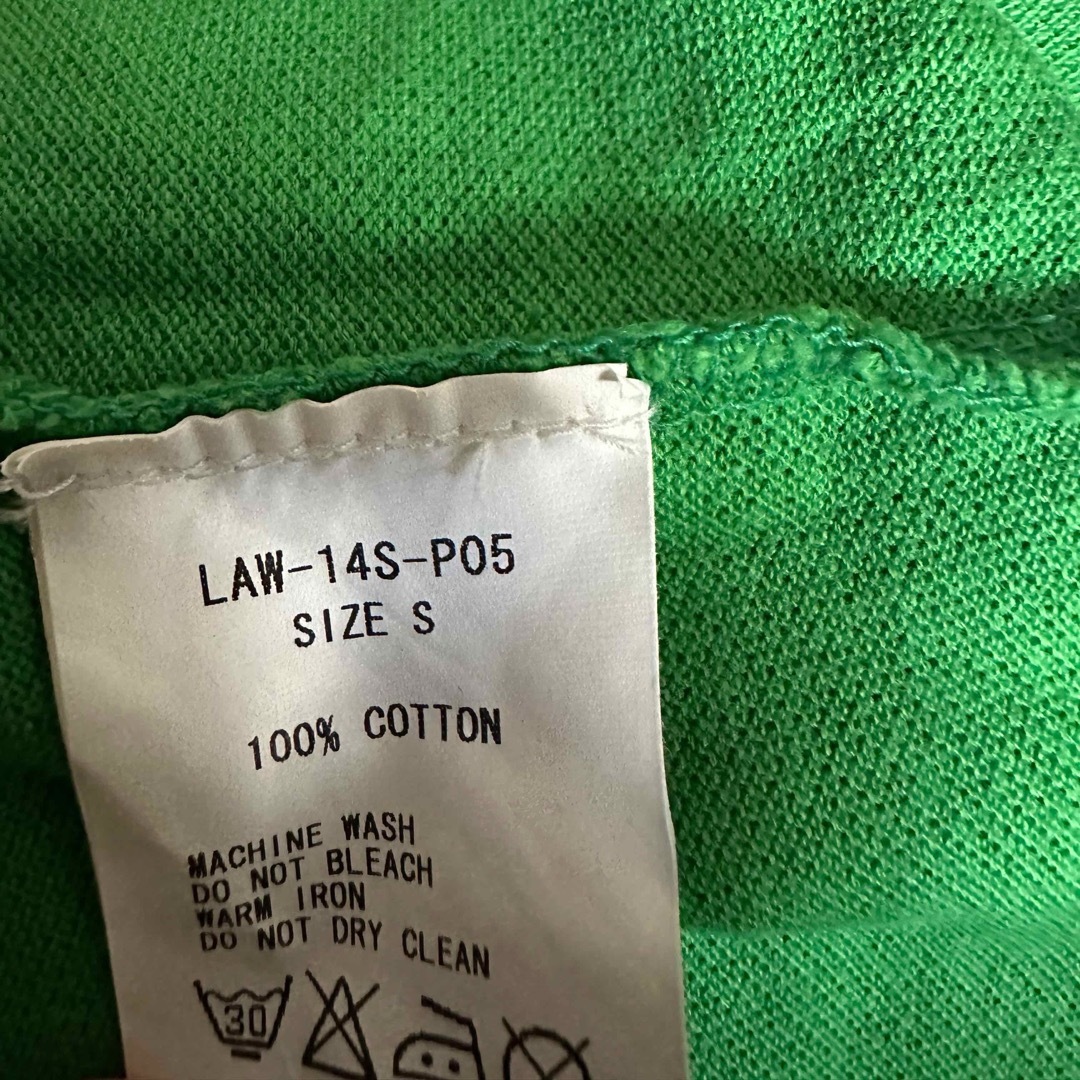 LAW-14S-P05
SIZE S
100% COTTON
MACHINE WASH
DO NOT BLEACH
WARM IRON
DO NOT DRY CLEAN
30